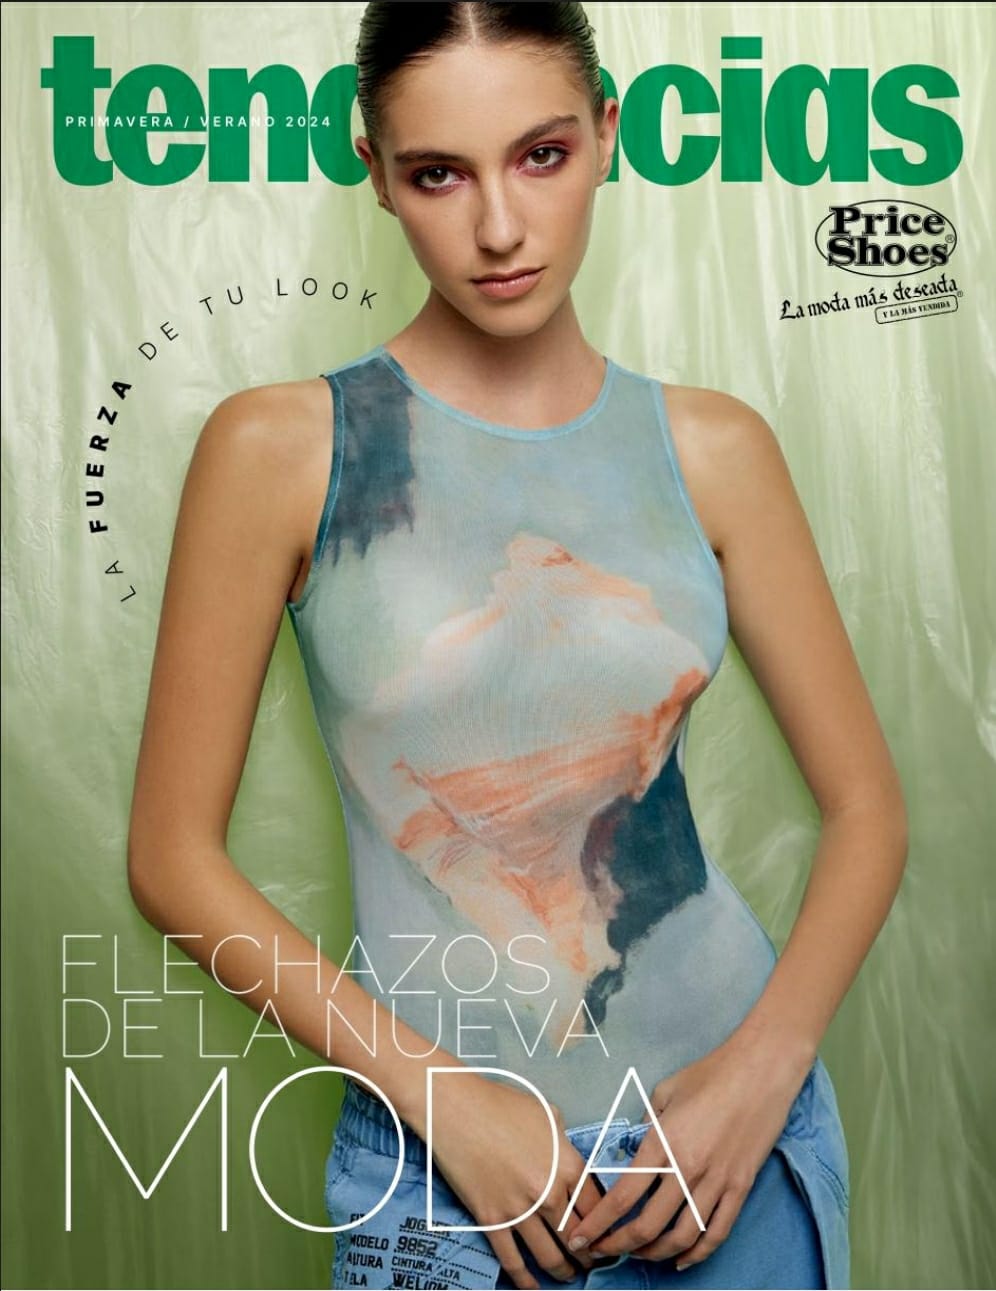 tendencias
PRIMAVERA / VERANO 2024
Price
Shoes®
La moda más deseada®
Y LA MÁS VENDIDA
LA FUERZA DE TU LOOK
FLECHAZOS
DE LA NUEVA
MODA
JOGGER
MODELO 9852
ALTURA CINTURA ALTA
TELA